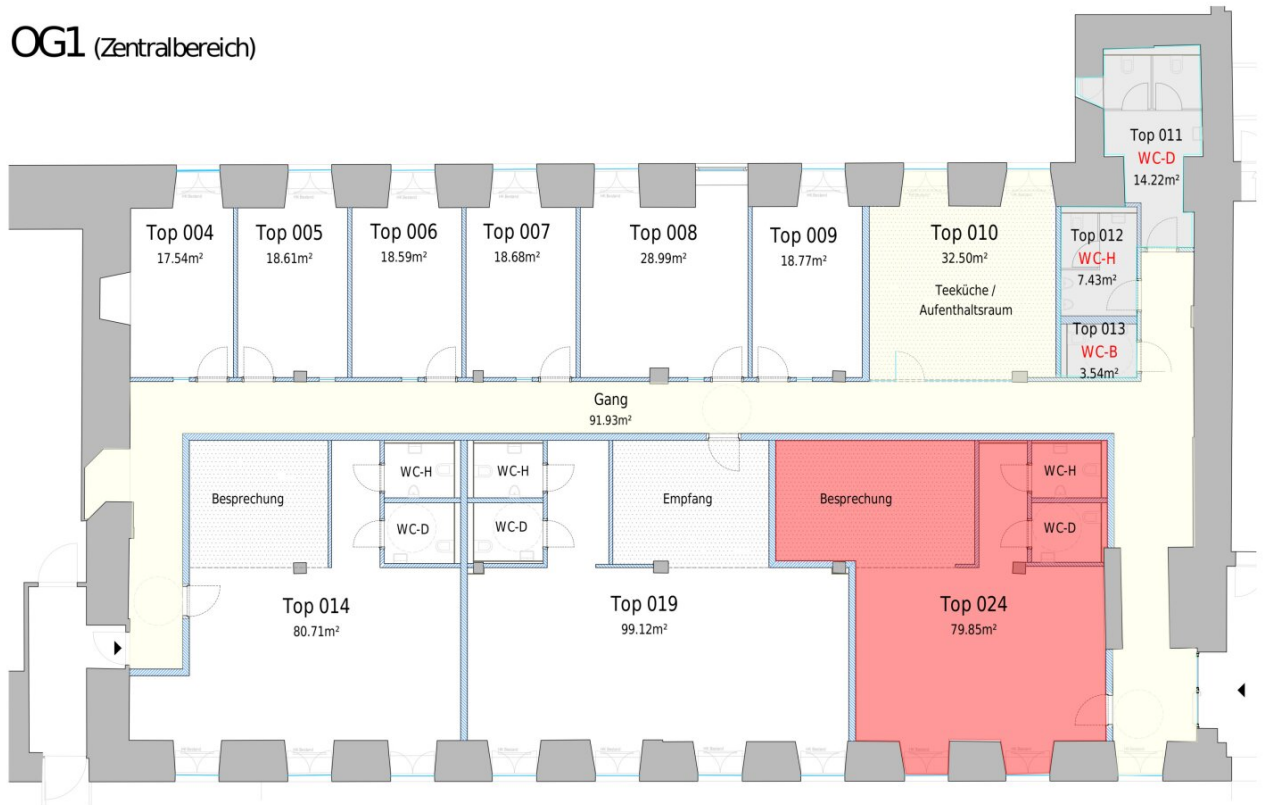 OG1 (Zentralbereich)
Top 011
WC-D
14.22m²
Top 004
17.54m²
Top 005
18.61m²
Top 006
18.59m²
Top 007
18.68m²
Top 008
28.99m²
Top 009
18.77m²
Top 010
32.50m²
Teeküche /
Aufenthaltsraum
Top 012
WC-H
7.43m²
Top 013
WC-B
3.54m²
Gang
91.93m²
Besprechung
WC-H
WC-D
WC-H
WC-D
Empfang
Besprechung
WC-H
WC-D
Top 014
80.71m²
Top 019
99.12m²
Top 024
79.85m²